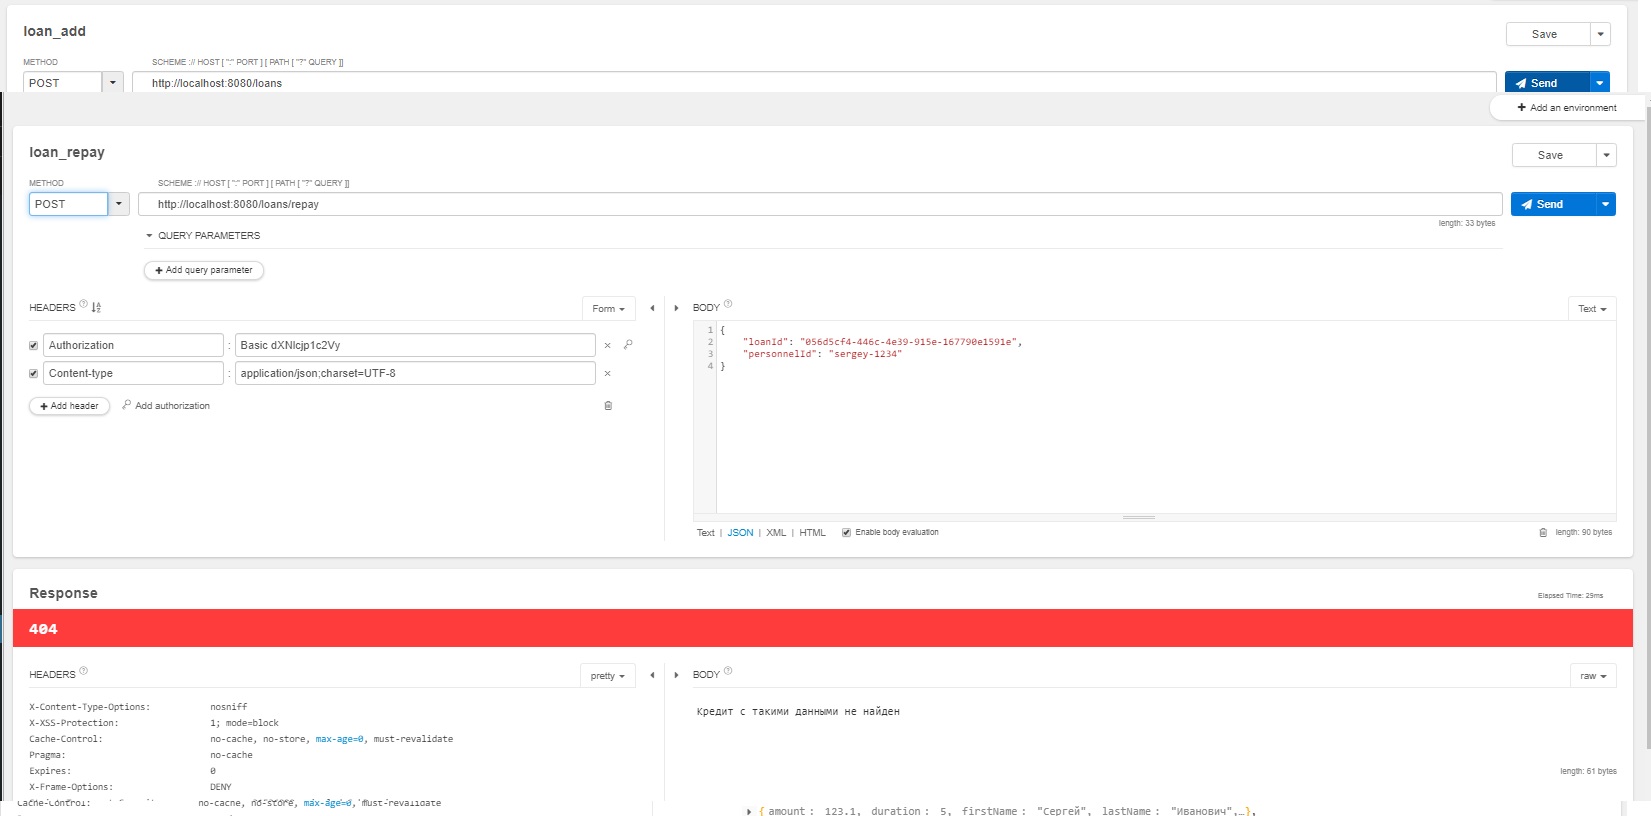 loan_add
Save
METHOD SCHEME :// HOST [ ":" PORT ] [ PATH [ "?" QUERY ]]
POST http://localhost:8080/loans Send
+ Add an environment
loan_repay
Save
METHOD SCHEME :// HOST [ ":" PORT ] [ PATH [ "?" QUERY ]]
POST http://localhost:8080/loans/repay Send
length: 33 bytes
QUERY PARAMETERS
+ Add query parameter
HEADERS ? Form BODY ? Text
Authorization : Basic dXNlcjp1c2Vy
Content-type : application/json;charset=UTF-8
+ Add header Add authorization
1 {
2 "loanId": "056d5cf4-446c-4e39-915e-167790e1591e",
3 "personnelId": "sergey-1234"
4 }
Text | JSON | XML | HTML Enable body evaluation length: 90 bytes
Response
Elapsed Time: 29ms
404
HEADERS ? pretty BODY ? raw
X-Content-Type-Options: nosniff
X-XSS-Protection: 1; mode=block
Cache-Control: no-cache, no-store, max-age=0, must-revalidate
Pragma: no-cache
Expires: 0
X-Frame-Options: DENY
Кредит с такими данными не найден
length: 61 bytes
Cache-Control: no-cache, no-store, max-age=0, must-revalidate
{ amount : 123.1, duration : 5, firstName : "Сергей", lastName : "Иванович",…},